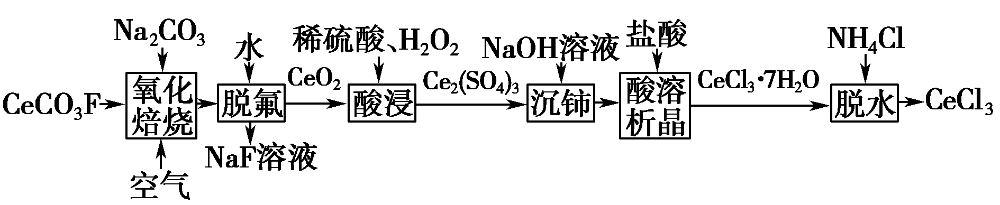 Na₂CO₃
水
稀硫酸、H₂O₂
NaOH溶液
盐酸
NH₄Cl
CeCO₃F
氧化
焙烧
脱氟
CeO₂
酸浸
Ce₂(SO₄)₃
沉铈
酸溶
析晶
CeCl₃·7H₂O
脱水
CeCl₃
NaF溶液
空气